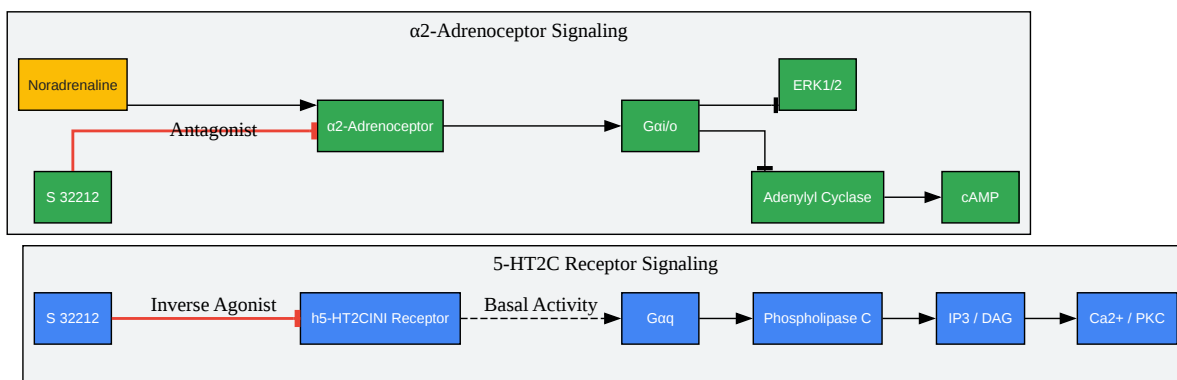 α2-Adrenoceptor Signaling
Noradrenaline
ERK1/2
α2-Adrenoceptor
Gαi/o
Antagonist
S 32212
Adenylyl Cyclase
cAMP
5-HT2C Receptor Signaling
S 32212
Inverse Agonist
h5-HT2CINI Receptor
Basal Activity
Gαq
Phospholipase C
IP3 / DAG
Ca2+ / PKC